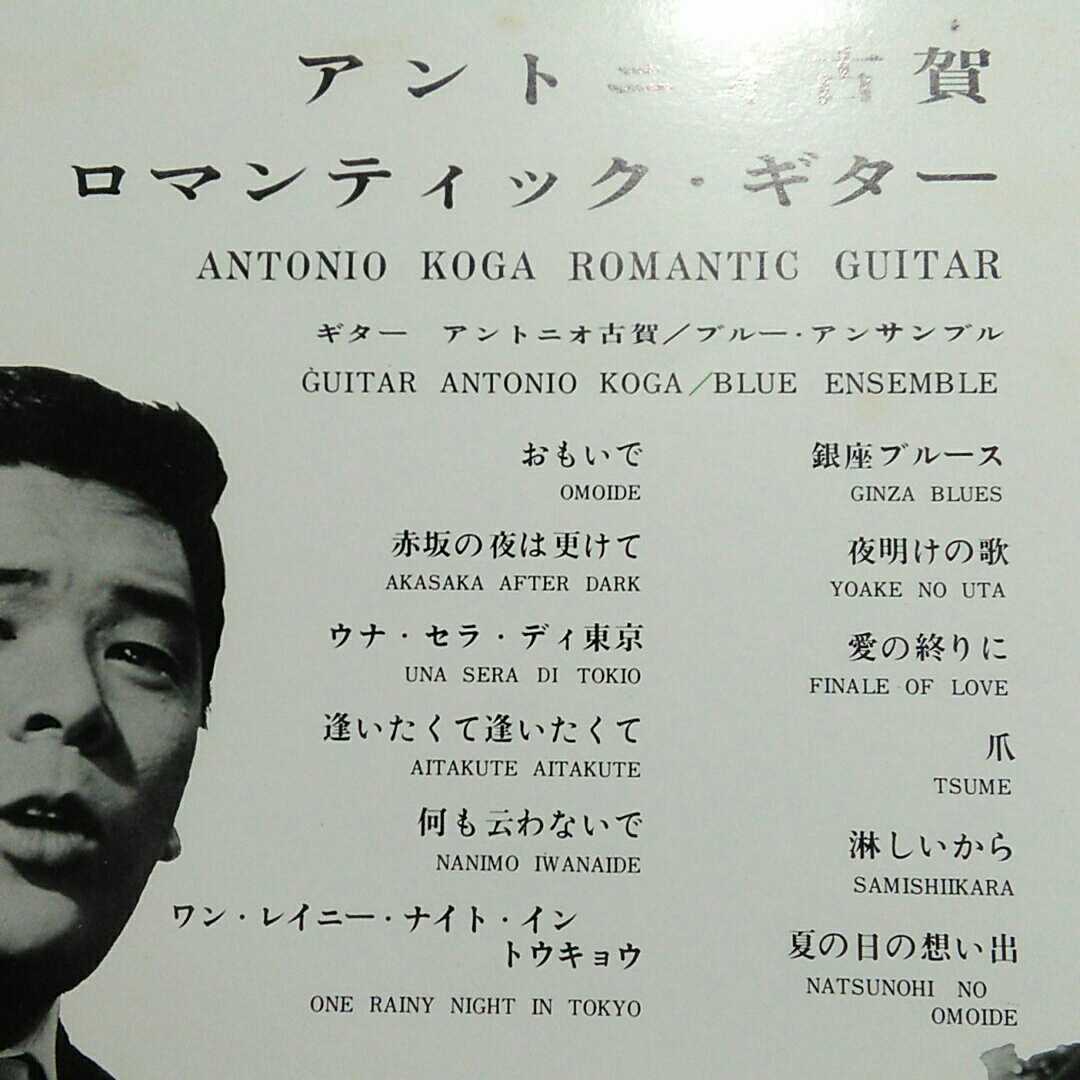 アントニオ古賀
ロマンティック・ギター
ANTONIO KOGA ROMANTIC GUITAR
ギター アントニオ古賀／ブルー・アンサンブル
GUITAR ANTONIO KOGA／BLUE ENSEMBLE
おもいで
OMOIDE
赤坂の夜は更けて
AKASAKA AFTER DARK
ウナ・セラ・ディ東京
UNA SERA DI TOKIO
逢いたくて逢いたくて
AITAKUTE AITAKUTE
何も云わないで
NANIMO IWANAIDE
ワン・レイニー・ナイト・イン
トウキョウ
ONE RAINY NIGHT IN TOKYO
銀座ブルース
GINZA BLUES
夜明けの歌
YOAKE NO UTA
愛の終りに
FINALE OF LOVE
爪
TSUME
淋しいから
SAMISHIIKARA
夏の日の想い出
NATSUNOHI NO
OMOIDE